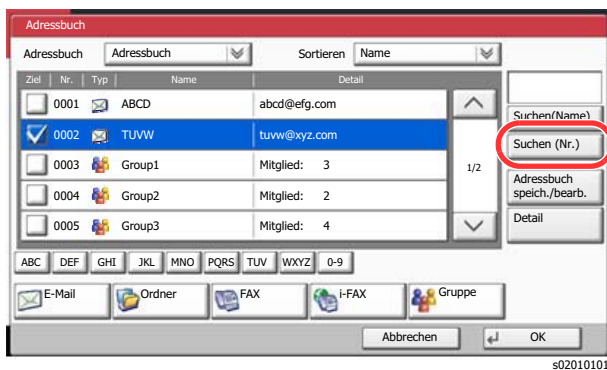 Adressbuch
Adressbuch Adressbuch Sortieren Name
Ziel Nr. Typ Name Detail
0001 ABCD abcd@efg.com
Suchen(Name)
0002 TUVW tuvw@xyz.com
Suchen (Nr.)
0003 Group1 Mitglied: 3 1/2
Adressbuch
speich./bearb.
0004 Group2 Mitglied: 2
0005 Group3 Mitglied: 4
Detail
ABC DEF GHI JKL MNO PQRS TUV WXYZ 0-9
E-Mail Ordner FAX i-FAX Gruppe
Abbrechen OK
s02010101